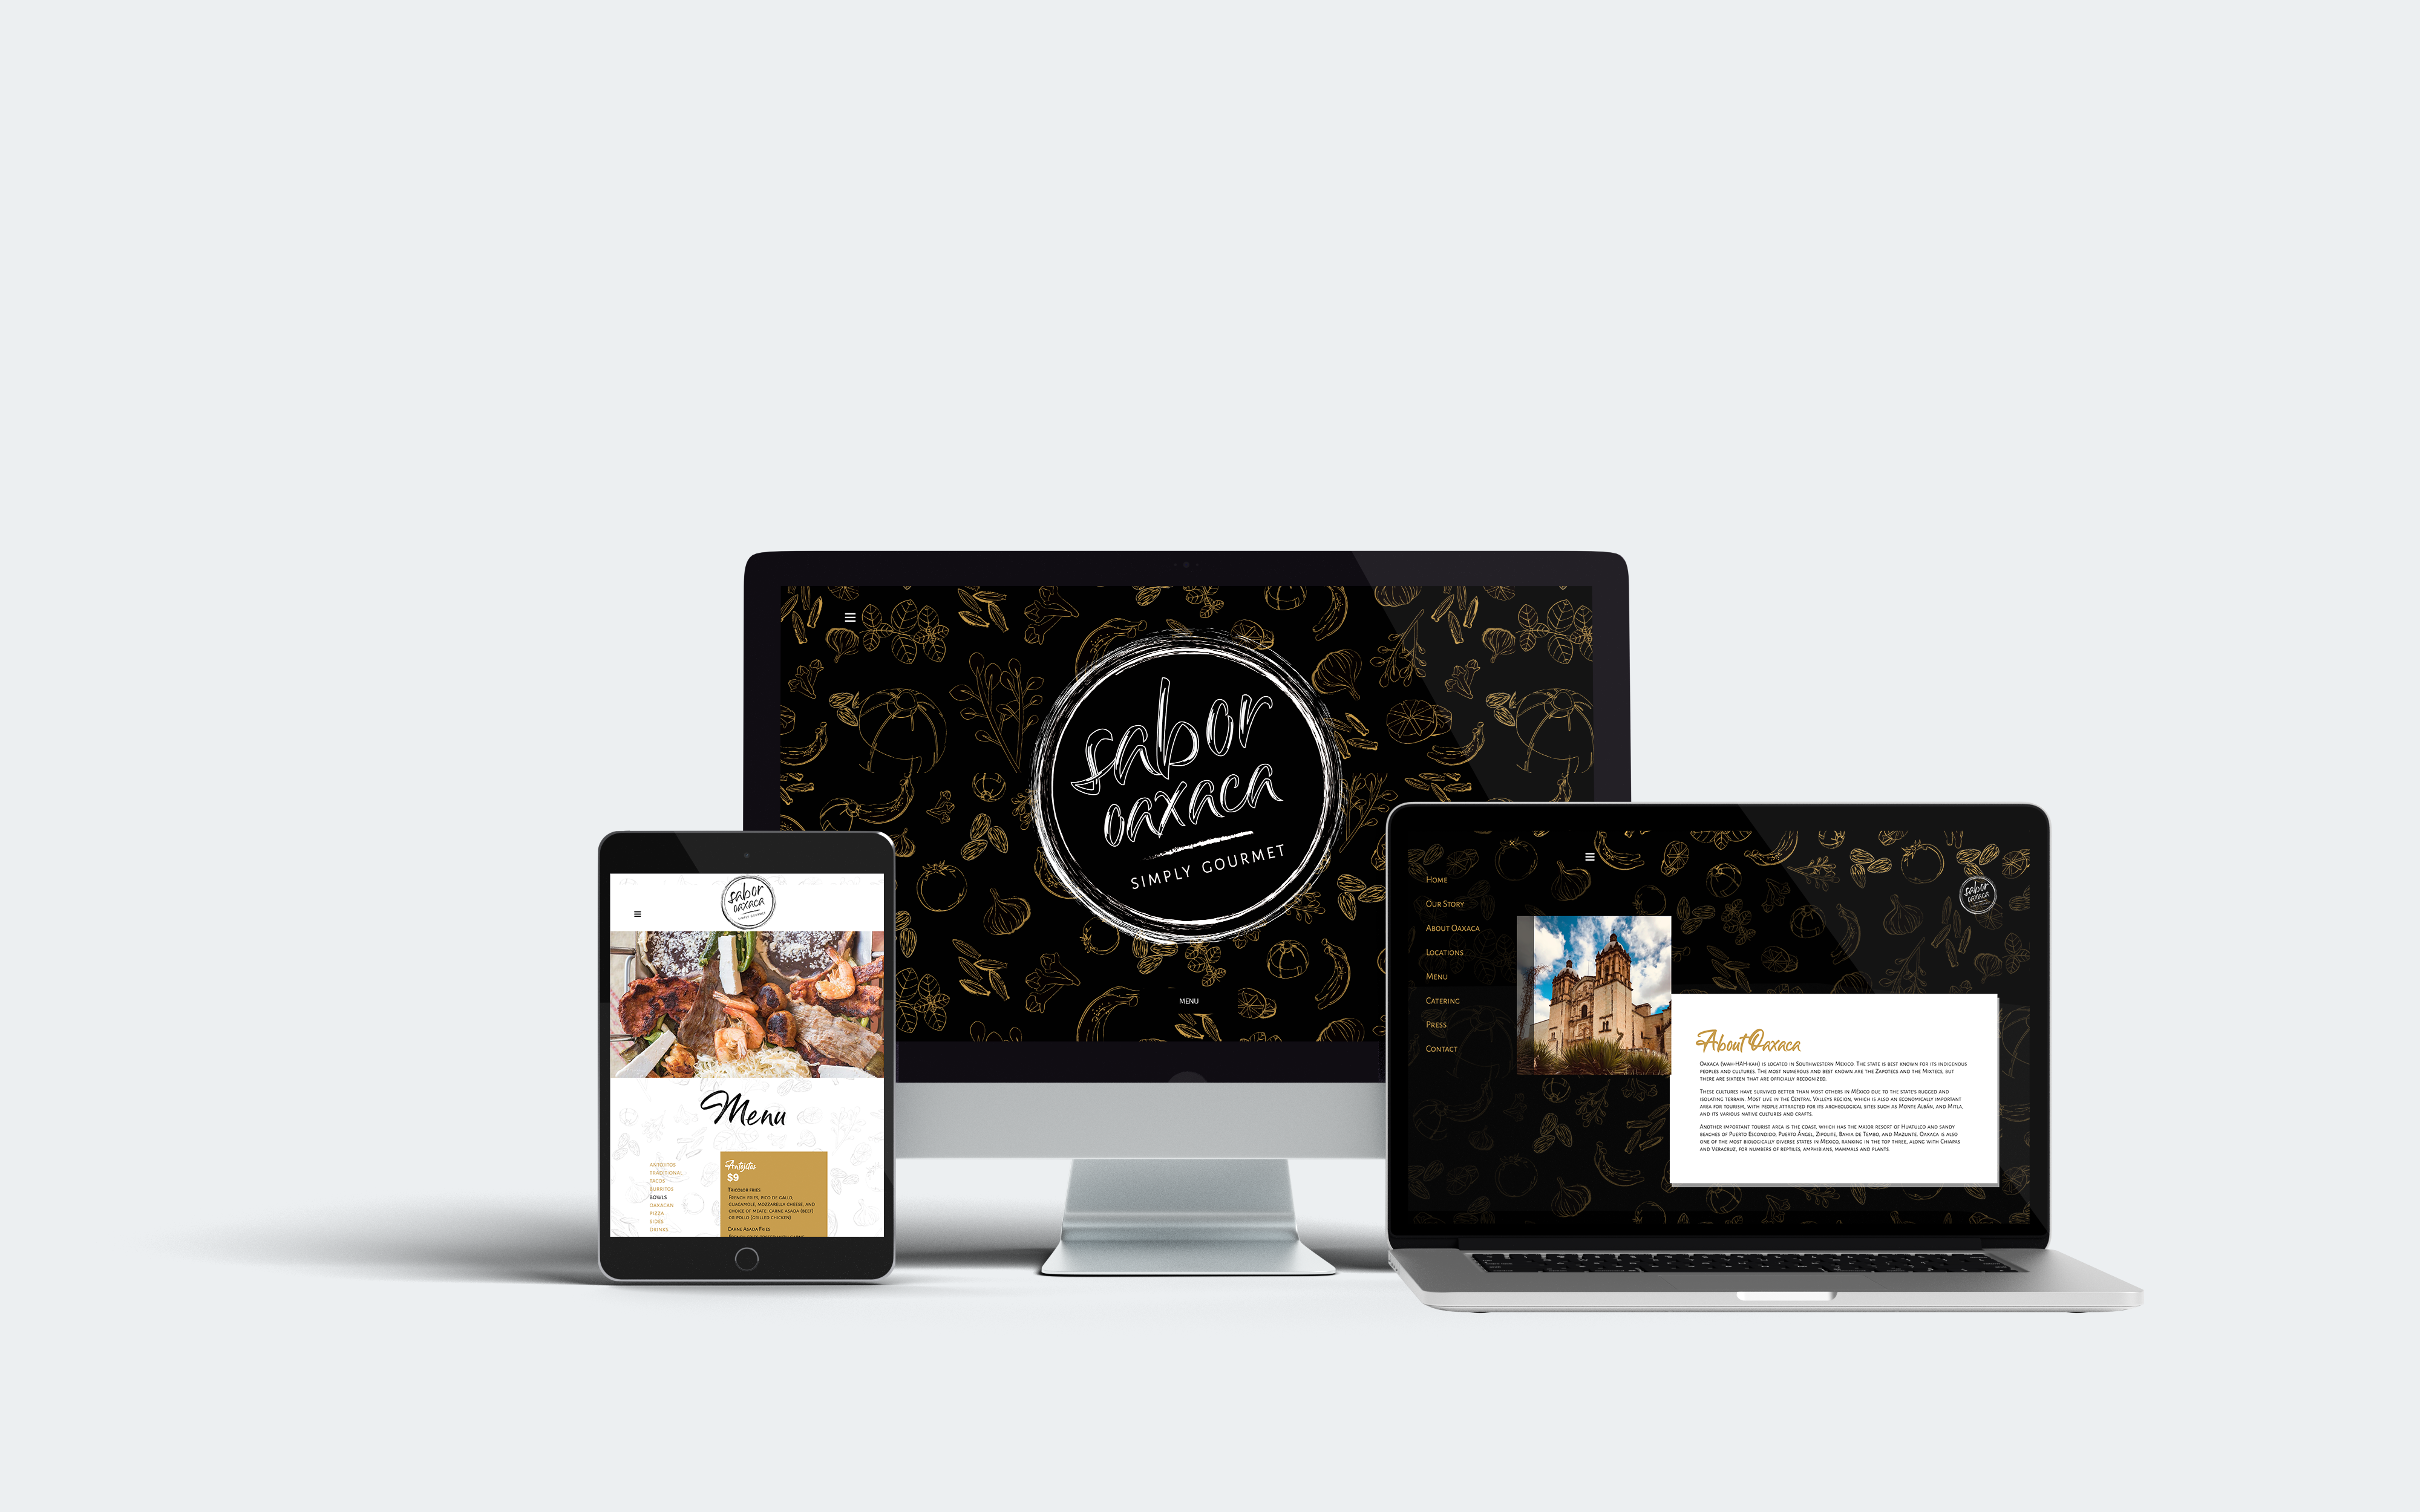 sabor
oaxaca
SIMPLY GOURMET
MENU
sabor
oaxaca
SIMPLY GOURMET
Menu
ANTOJITOS
TRADITIONAL
TACOS
BURRITOS
BOWLS
OAXACAN
PIZZA
SIDES
DRINKS
Antojitos
$9
TRICOLOR FRIES
FRENCH FRIES, PICO DE GALLO,
GUACAMOLE, MOZZARELLA CHEESE, AND
CHOICE OF MEATE: CARNE ASADA (BEEF)
OR POLLO (GRILLED CHICKEN)
CARNE ASADA FRIES
HOME
OUR STORY
ABOUT OAXACA
LOCATIONS
MENU
CATERING
PRESS
CONTACT
sabor
oaxaca
About Oaxaca
OAXACA (WAH-HAH-KAH) IS LOCATED IN SOUTHWESTERN MEXICO. THE STATE IS BEST KNOWN FOR ITS INDIGENOUS
PEOPLES AND CULTURES. THE MOST NUMEROUS AND BEST KNOWN ARE THE ZAPOTECS AND THE MIXTECS, BUT
THERE ARE SIXTEEN THAT ARE OFFICIALLY RECOGNIZED.
THESE CULTURES HAVE SURVIVED BETTER THAN MOST OTHERS IN MÉXICO DUE TO THE STATE'S RUGGED AND
ISOLATING TERRAIN. MOST LIVE IN THE CENTRAL VALLEYS REGION, WHICH IS ALSO AN ECONOMICALLY IMPORTANT
AREA FOR TOURISM, WITH PEOPLE ATTRACTED FOR ITS ARCHEOLOGICAL SITES SUCH AS MONTE ALBÁN, AND MITLA,
AND ITS VARIOUS NATIVE CULTURES AND CRAFTS.
ANOTHER IMPORTANT TOURIST AREA IS THE COAST, WHICH HAS THE MAJOR RESORT OF HUATULCO AND SANDY
BEACHES OF PUERTO ESCONDIDO, PUERTO ÁNGEL, ZIPOLITE, BAHIA DE TEMBO, AND MAZUNTE. OAXACA IS ALSO
ONE OF THE MOST BIOLOGICALLY DIVERSE STATES IN MEXICO, RANKING IN THE TOP THREE, ALONG WITH CHIAPAS
AND VERACRUZ, FOR NUMBERS OF REPTILES, AMPHIBIANS, MAMMALS AND PLANTS.